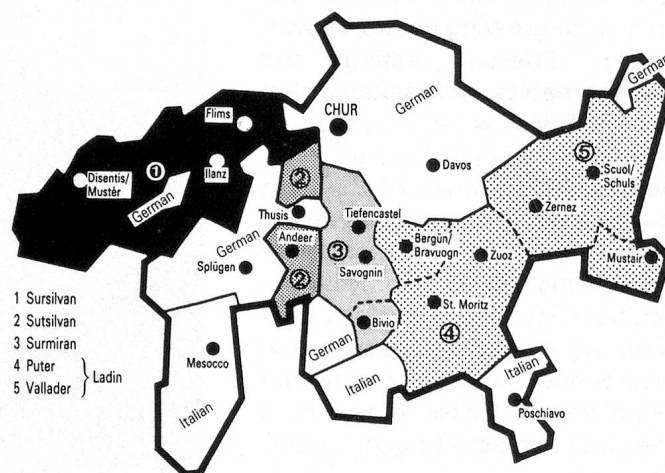 German
Flims
CHUR
German
⑤
Disentis/
Mustér
①
Ilanz
②
Davos
Scuol/
Schuls
German
Zernez
Thusis
Tiefencastel
German
Andeer
③
Bergün/
Bravuogn
Zuoz
Mustair
Splügen
②
Savognin
1 Sursilvan
St. Moritz
2 Sutsilvan
Bivio
④
3 Surmiran
German
4 Puter
Ladin
5 Vallader
Mesocco
Italian
Italian
Italian
Poschiavo